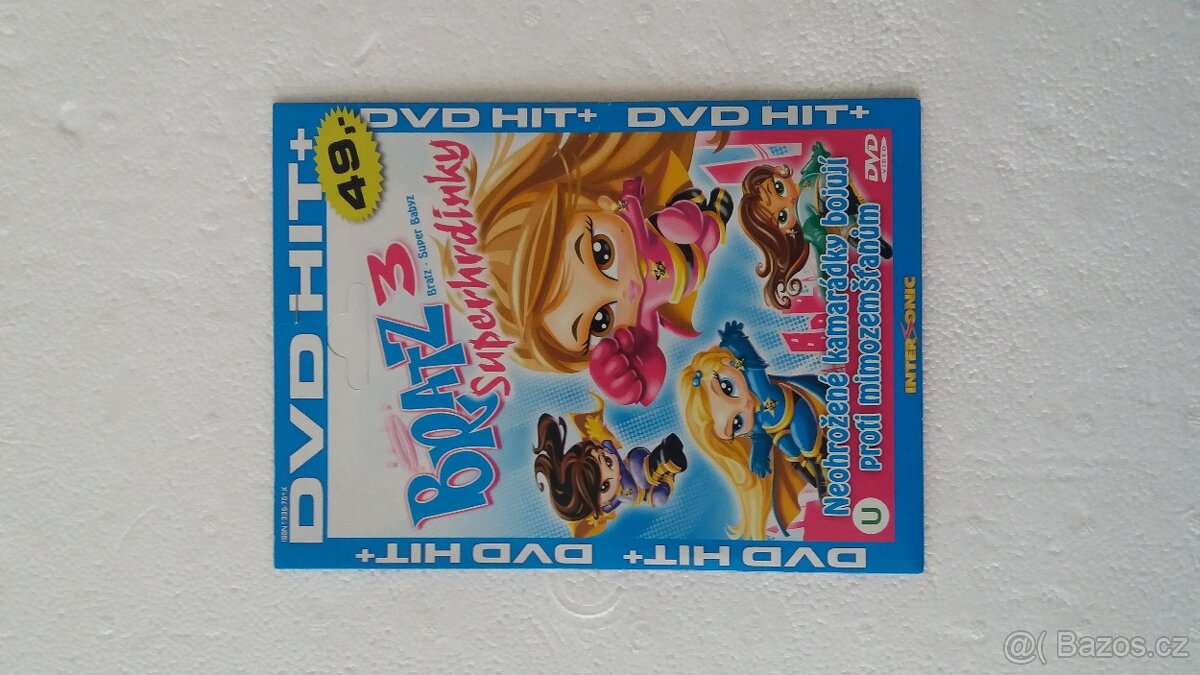 DVD HIT+
49,-
BRATZ 3
Bratz - Super Babyz
Superhrdinky
DVD HIT+ DVD HIT+
DVD HIT+ DVD HIT+
Neohrožené kamarádky bojují
proti mimozemšťanům
U
DVD
VIDEO
INTERSONIC
@( Bazos.cz